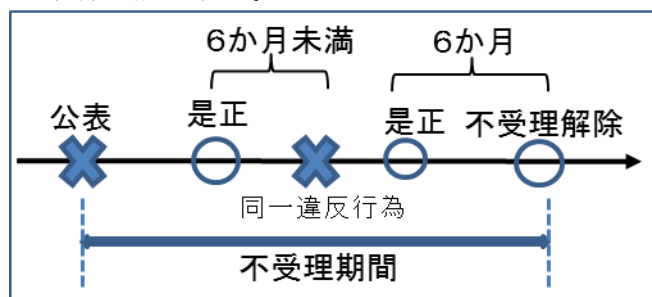 6か月未満
6か月
公表
是正
是正
不受理解除
同一違反行為
不受理期間